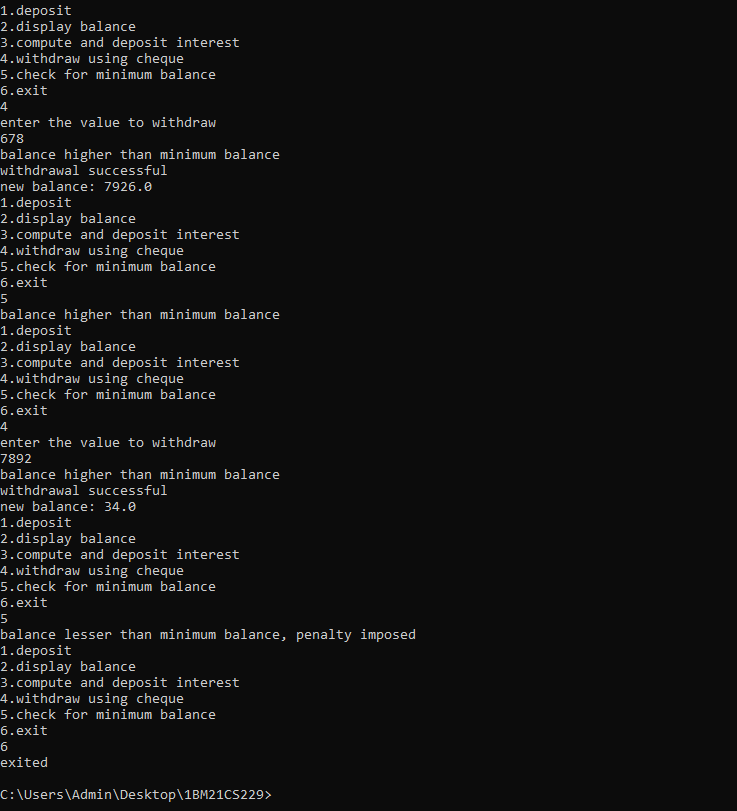 1.deposit
2.display balance
3.compute and deposit interest
4.withdraw using cheque
5.check for minimum balance
6.exit
4
enter the value to withdraw
678
balance higher than minimum balance
withdrawal successful
new balance: 7926.0
1.deposit
2.display balance
3.compute and deposit interest
4.withdraw using cheque
5.check for minimum balance
6.exit
5
balance higher than minimum balance
1.deposit
2.display balance
3.compute and deposit interest
4.withdraw using cheque
5.check for minimum balance
6.exit
4
enter the value to withdraw
7892
balance higher than minimum balance
withdrawal successful
new balance: 34.0
1.deposit
2.display balance
3.compute and deposit interest
4.withdraw using cheque
5.check for minimum balance
6.exit
5
balance lesser than minimum balance, penalty imposed
1.deposit
2.display balance
3.compute and deposit interest
4.withdraw using cheque
5.check for minimum balance
6.exit
6
exited
C:\Users\Admin\Desktop\1BM21CS229>